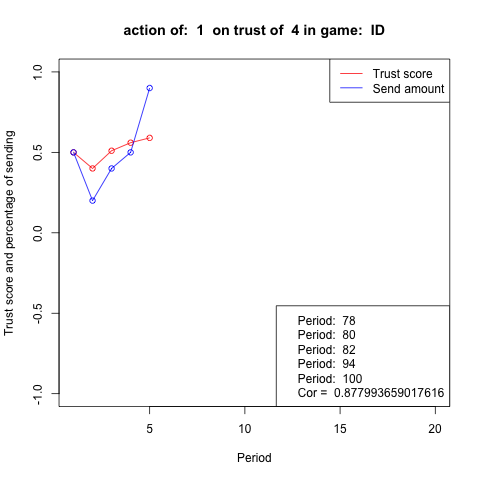 action of:  1  on trust of  4 in game:  ID
Trust score
Send amount
Trust score and percentage of sending
1.0
0.5
0.0
-0.5
-1.0
Period:  78
Period:  80
Period:  82
Period:  94
Period:  100
Cor =  0.877993659017616
5
10
15
20
Period